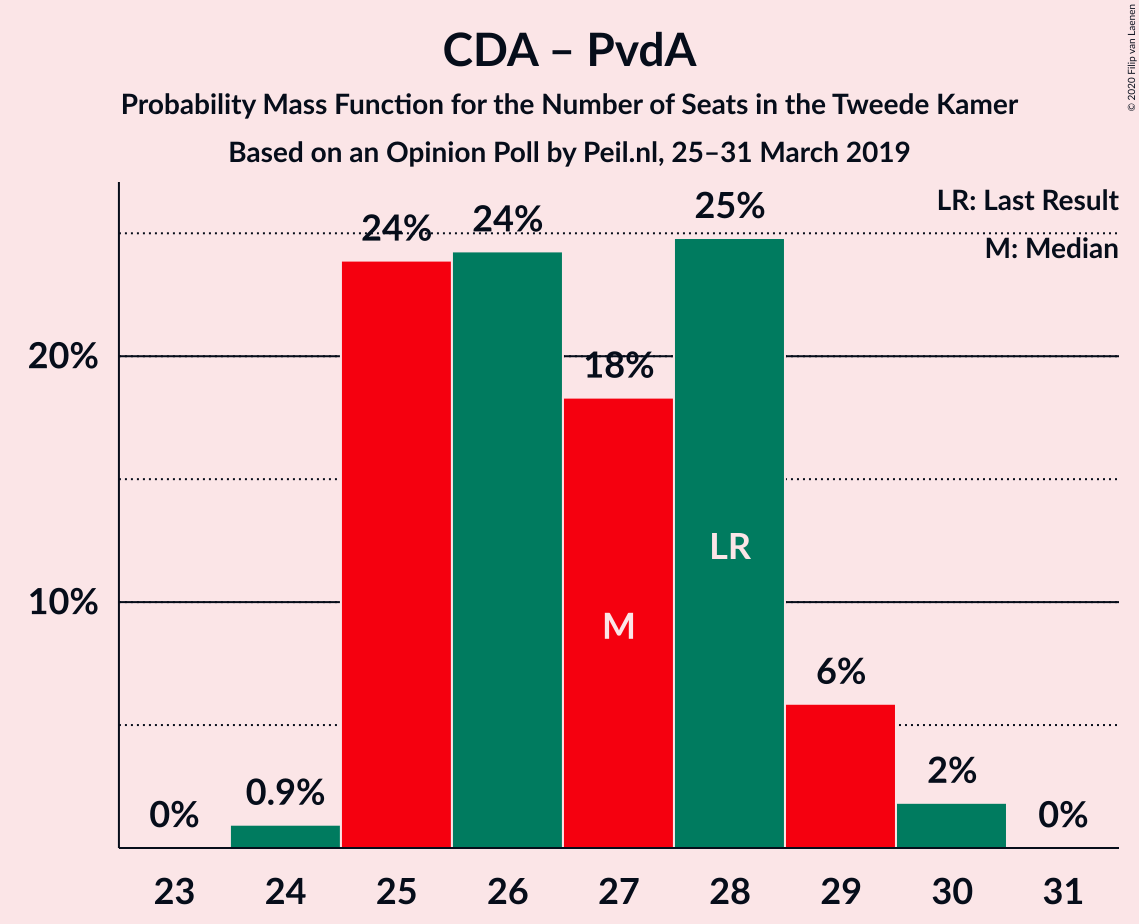 CDA – PvdA
Probability Mass Function for the Number of Seats in the Tweede Kamer
Based on an Opinion Poll by Peil.nl, 25–31 March 2019
© 2020 Filip van Laenen
LR: Last Result
M: Median
20%
10%
0%
0.9%
24%
24%
18%
25%
6%
2%
0%
M
LR
23 24 25 26 27 28 29 30 31